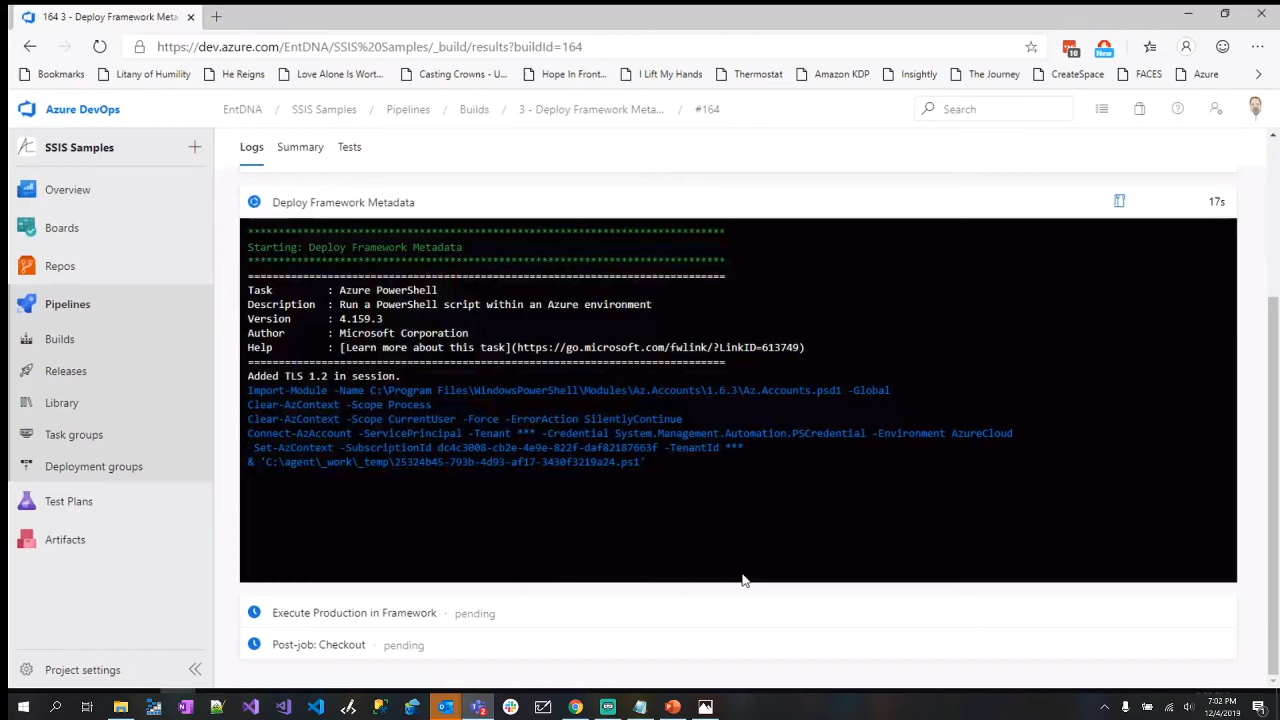 164 3 - Deploy Framework Meta
https://dev.azure.com/EntDNA/SSIS%20Samples/_build/results?buildId=164
10
New
Bookmarks
Litany of Humility
He Reigns
Love Alone Is Wort...
Casting Crowns - U...
Hope In Front...
I Lift My Hands
Thermostat
Amazon KDP
Insightly
The Journey
CreateSpace
FACES
Azure
Azure DevOps
EntDNA / SSIS Samples / Pipelines / Builds / 3 - Deploy Framework Meta... / #164
Search
SSIS Samples
Overview
Boards
Repos
Pipelines
Builds
Releases
Library
Task groups
Deployment groups
Test Plans
Artifacts
Project settings
Logs Summary Tests
Deploy Framework Metadata 17s
******************************************************************************
Starting: Deploy Framework Metadata
******************************************************************************
==============================================================================
Task : Azure PowerShell
Description : Run a PowerShell script within an Azure environment
Version : 4.159.3
Author : Microsoft Corporation
Help : [Learn more about this task](https://go.microsoft.com/fwlink/?LinkID=613749)
==============================================================================
Added TLS 1.2 in session.
Import-Module -Name C:\Program Files\WindowsPowerShell\Modules\Az.Accounts\1.6.3\Az.Accounts.psd1 -Global
Clear-AzContext -Scope Process
Clear-AzContext -Scope CurrentUser -Force -ErrorAction SilentlyContinue
Connect-AzAccount -ServicePrincipal -Tenant *** -Credential System.Management.Automation.PSCredential -Environment AzureCloud
Set-AzContext -SubscriptionId dc4c3008-cb2e-4e9e-822f-daf82187663f -TenantId ***
& 'C:\agent\_work\_temp\25324b45-793b-4d93-af17-3430f3219a24.ps1'
Execute Production in Framework · pending
Post-job: Checkout · pending
7:02 PM
12/4/2019